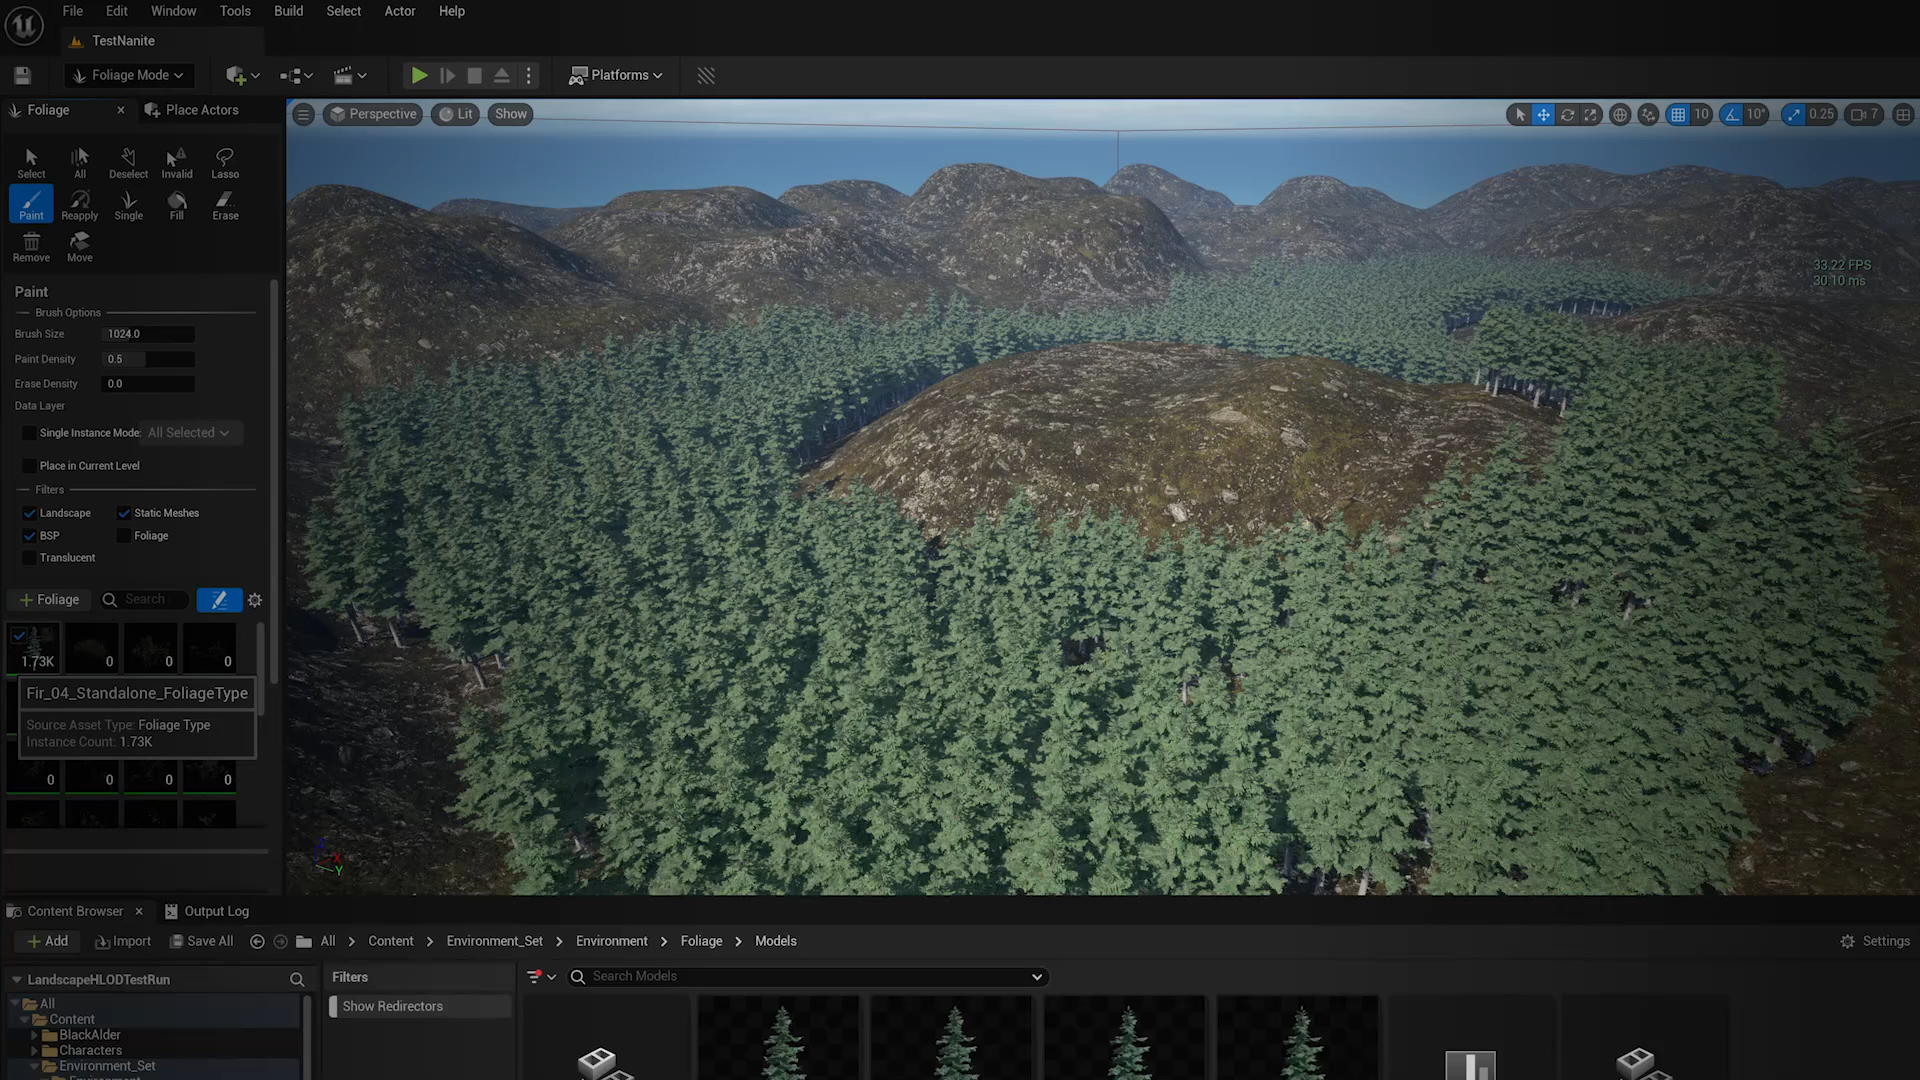 File Edit Window Tools Build Select Actor Help
TestNanite
Foliage Mode
Platforms
Foliage
Place Actors
Perspective
Lit
Show
10
10°
0.25
7
Select All Deselect Invalid Lasso
Paint Reapply Single Fill Erase
Remove Move
33.22 FPS
30.10 ms
Paint
Brush Options
Brush Size 1024.0
Paint Density 0.5
Erase Density 0.0
Data Layer
Single Instance Mode: All Selected
Place in Current Level
Filters
Landscape Static Meshes
BSP Foliage
Translucent
+ Foliage Search
1.73K 0 0 0
Fir_04_Standalone_FoliageType
Source Asset Type: Foliage Type
Instance Count: 1.73K
0 0 0 0
X
Y
Content Browser Output Log
+ Add Import Save All All > Content > Environment_Set > Environment > Foliage > Models Settings
LandscapeHLODTestRun
Filters
Search Models
Show Redirectors
All
Content
BlackAlder
Characters
Environment_Set